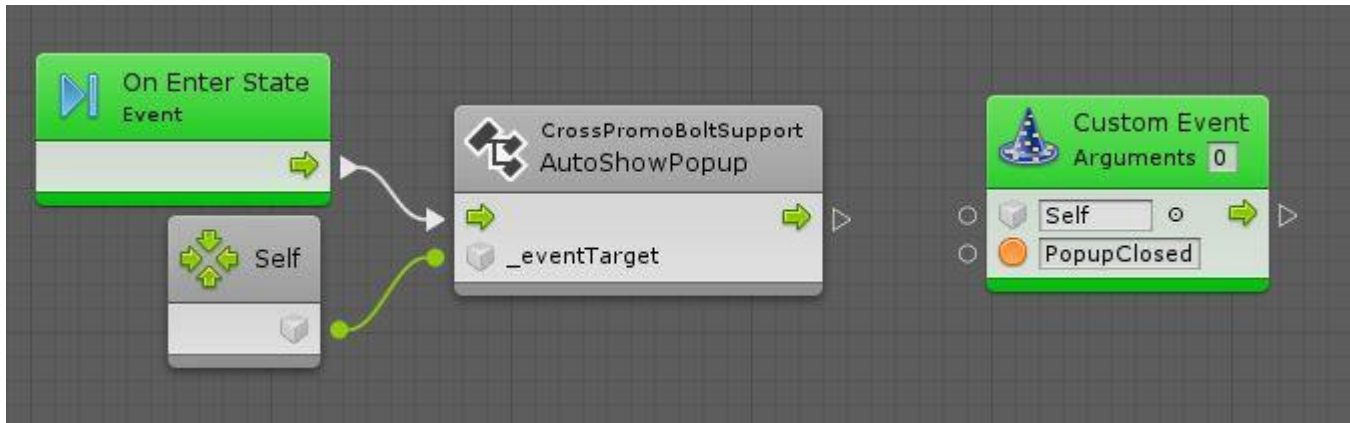 On Enter State
Event
Self
CrossPromoBoltSupport
AutoShowPopup
_eventTarget
Custom Event
Arguments 0
Self
PopupClosed